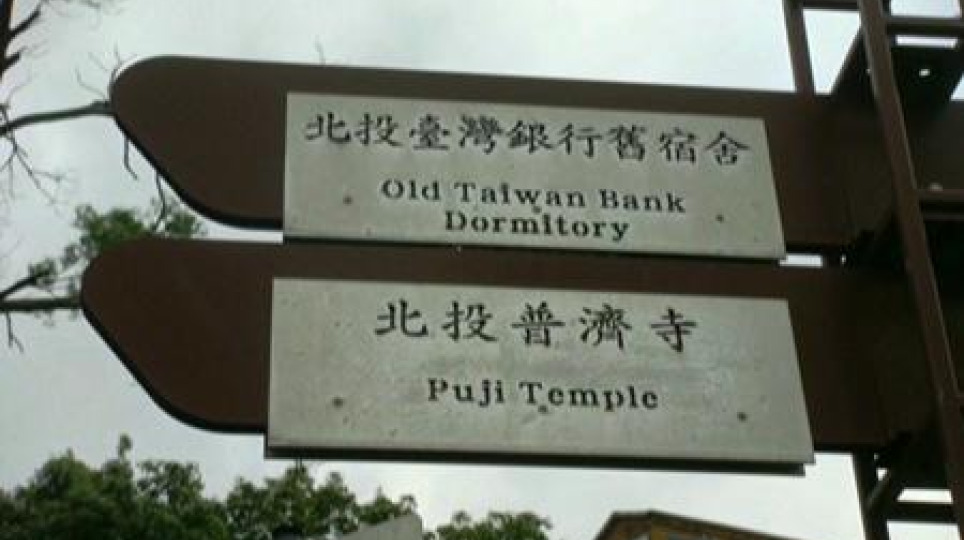 北投臺灣銀行舊宿舍
Old Taiwan Bank
Dormitory
北投普濟寺
Puji Temple